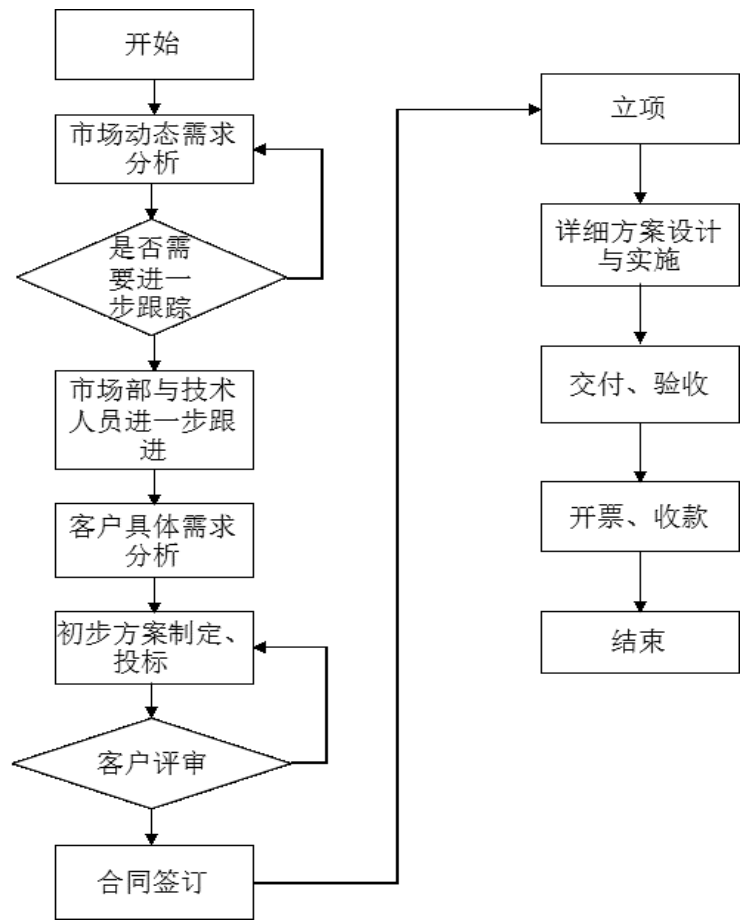 开始
市场动态需求
分析
是否需
要进一
步跟踪
市场部与技术
人员进一步跟
进
客户具体需求
分析
初步方案制定、
投标
客户评审
合同签订
立项
详细方案设计
与实施
交付、验收
开票、收款
结束